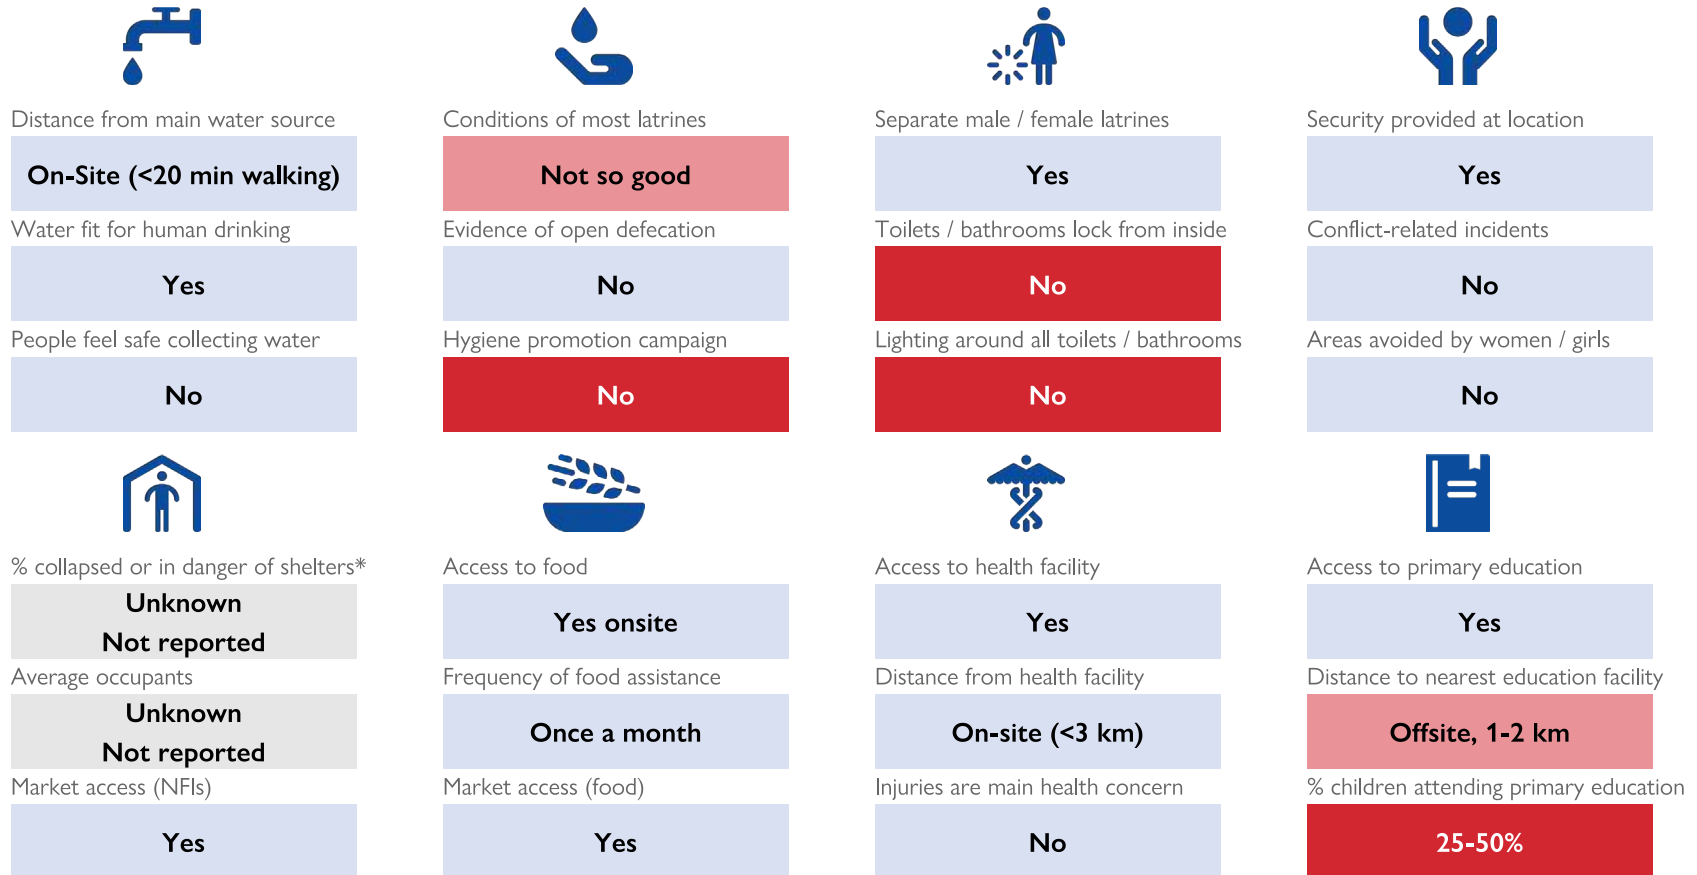 Distance from main water source
On-Site (<20 min walking)
Water fit for human drinking
Yes
People feel safe collecting water
No
Conditions of most latrines
Not so good
Evidence of open defecation
No
Hygiene promotion campaign
No
Separate male / female latrines
Yes
Toilets / bathrooms lock from inside
No
Lighting around all toilets / bathrooms
No
Security provided at location
Yes
Conflict-related incidents
No
Areas avoided by women / girls
No
% collapsed or in danger of shelters*
Unknown
Not reported
Average occupants
Unknown
Not reported
Market access (NFIs)
Yes
Access to food
Yes onsite
Frequency of food assistance
Once a month
Market access (food)
Yes
Access to health facility
Yes
Distance from health facility
On-site (<3 km)
Injuries are main health concern
No
Access to primary education
Yes
Distance to nearest education facility
Offsite, 1-2 km
% children attending primary education
25-50%